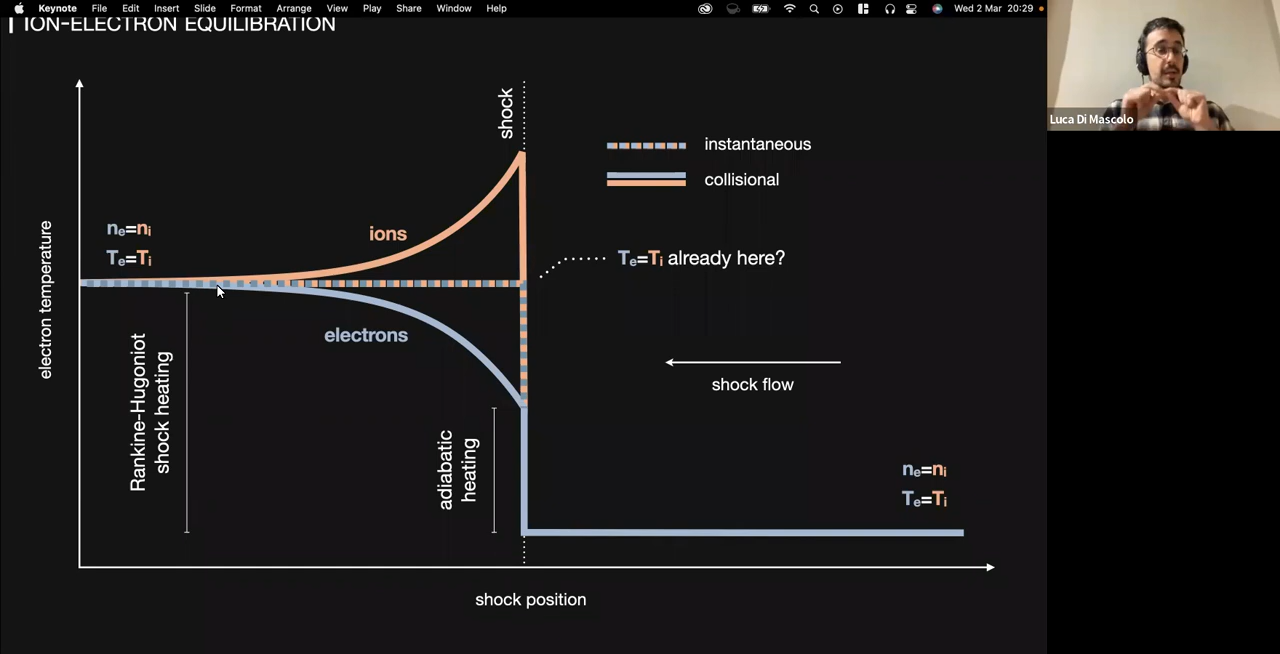 Keynote File Edit Insert Slide Format Arrange View Play Share Window Help Wed 2 Mar 20:29
ION-ELECTRON EQUILIBRATION
Luca Di Mascolo
shock
instantaneous
collisional
ne=ni
Te=Ti
ions
Te=Ti already here?
electrons
electron temperature
Rankine-Hugoniot
shock heating
adiabatic
heating
shock flow
ne=ni
Te=Ti
shock position